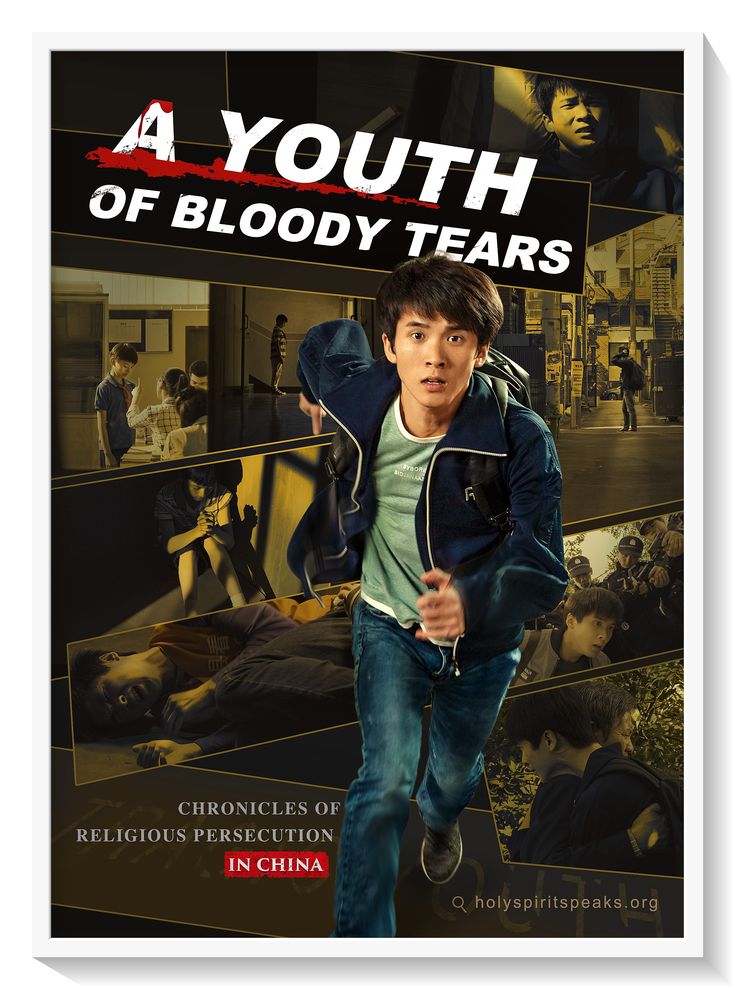 A YOUTH
OF BLOODY TEARS
CHRONICLES OF
RELIGIOUS PERSECUTION
IN CHINA
holyspiritspeaks.org